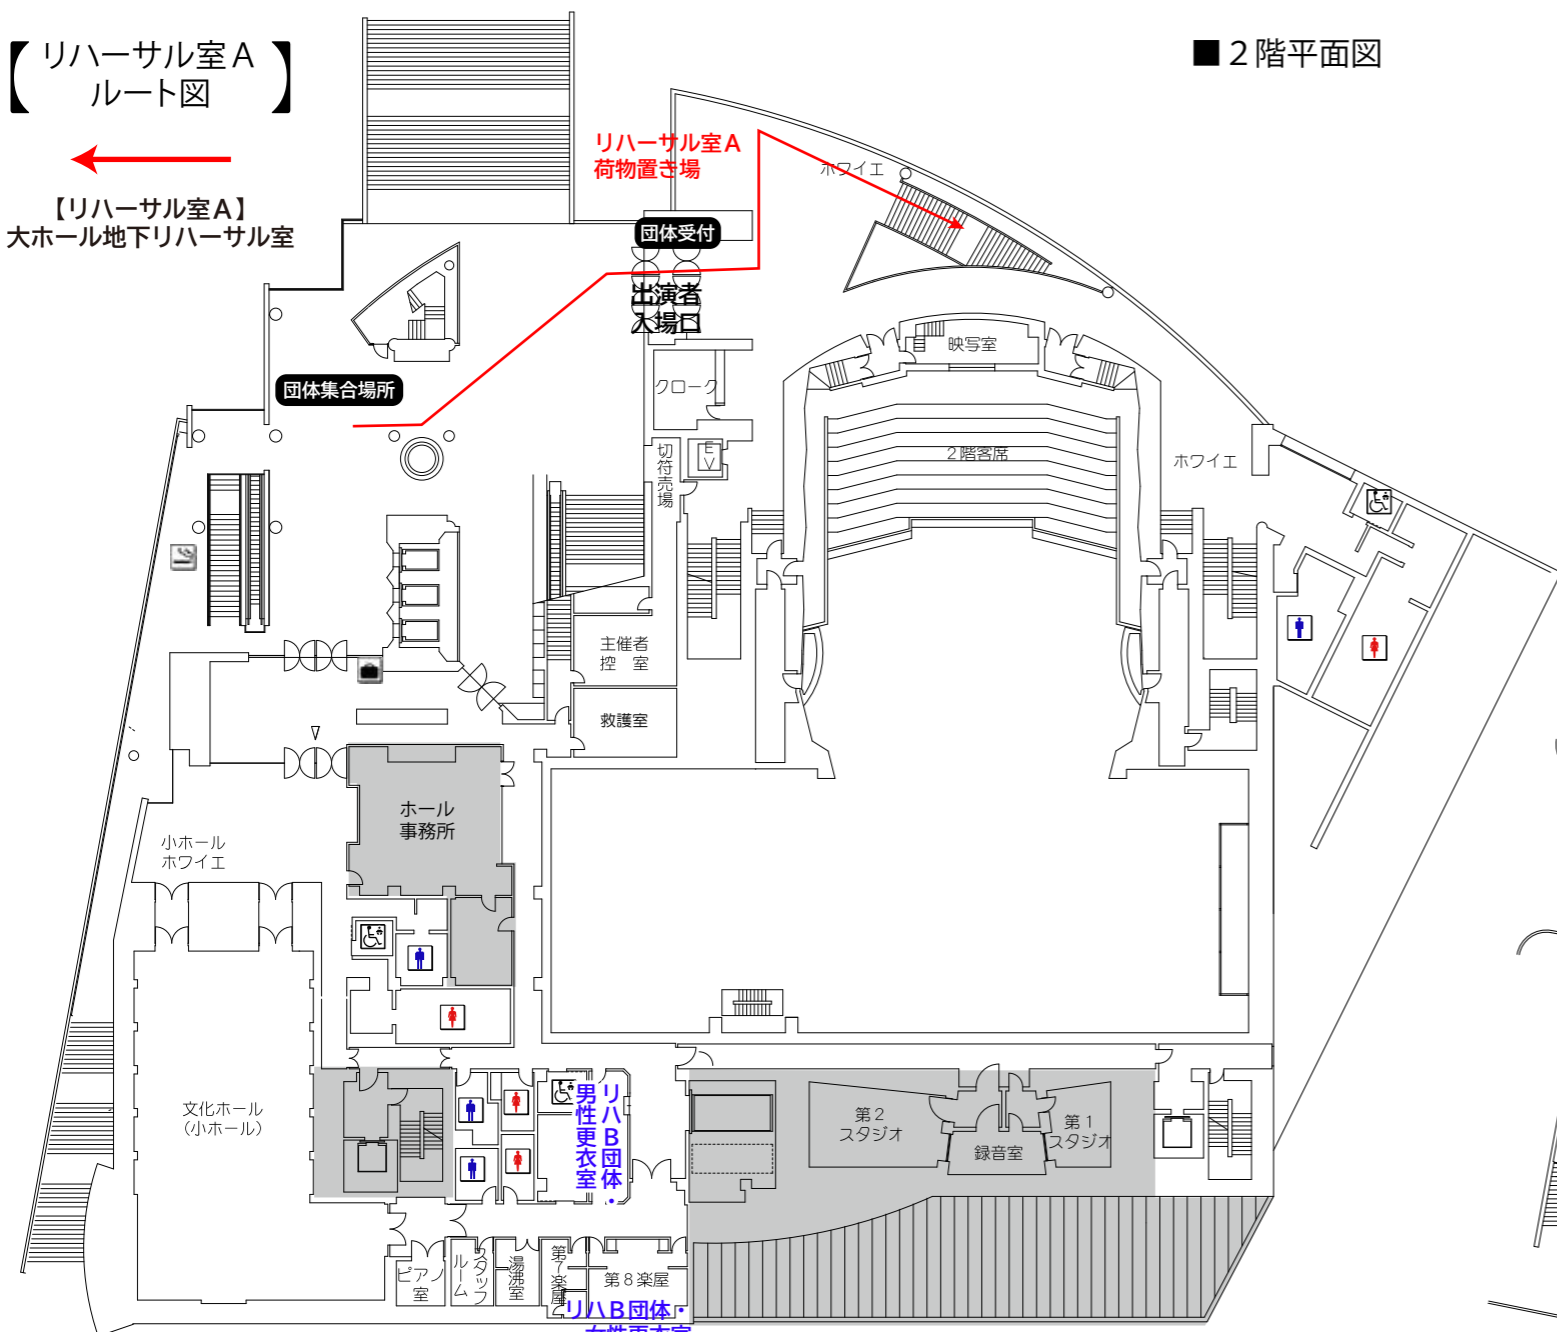 【 リハーサル室A
ルート図 】
■２階平面図
【リハーサル室A】
大ホール地下リハーサル室
リハーサル室A
荷物置き場
ホワイエ
団体受付
出演者
入場口
団体集合場所
映写室
クローク
EV
切符売場
２階客席
ホワイエ
主催者
控　室
救護室
ホール
事務所
小ホール
ホワイエ
文化ホール
（小ホール）
リハＢ団体・
男性更衣室
第２
スタジオ
第１
スタジオ
録音室
ピアノ
室
スタッフ
ルーム
湯沸室
第７楽屋
第８楽屋
リハＢ団体・
女性更衣室